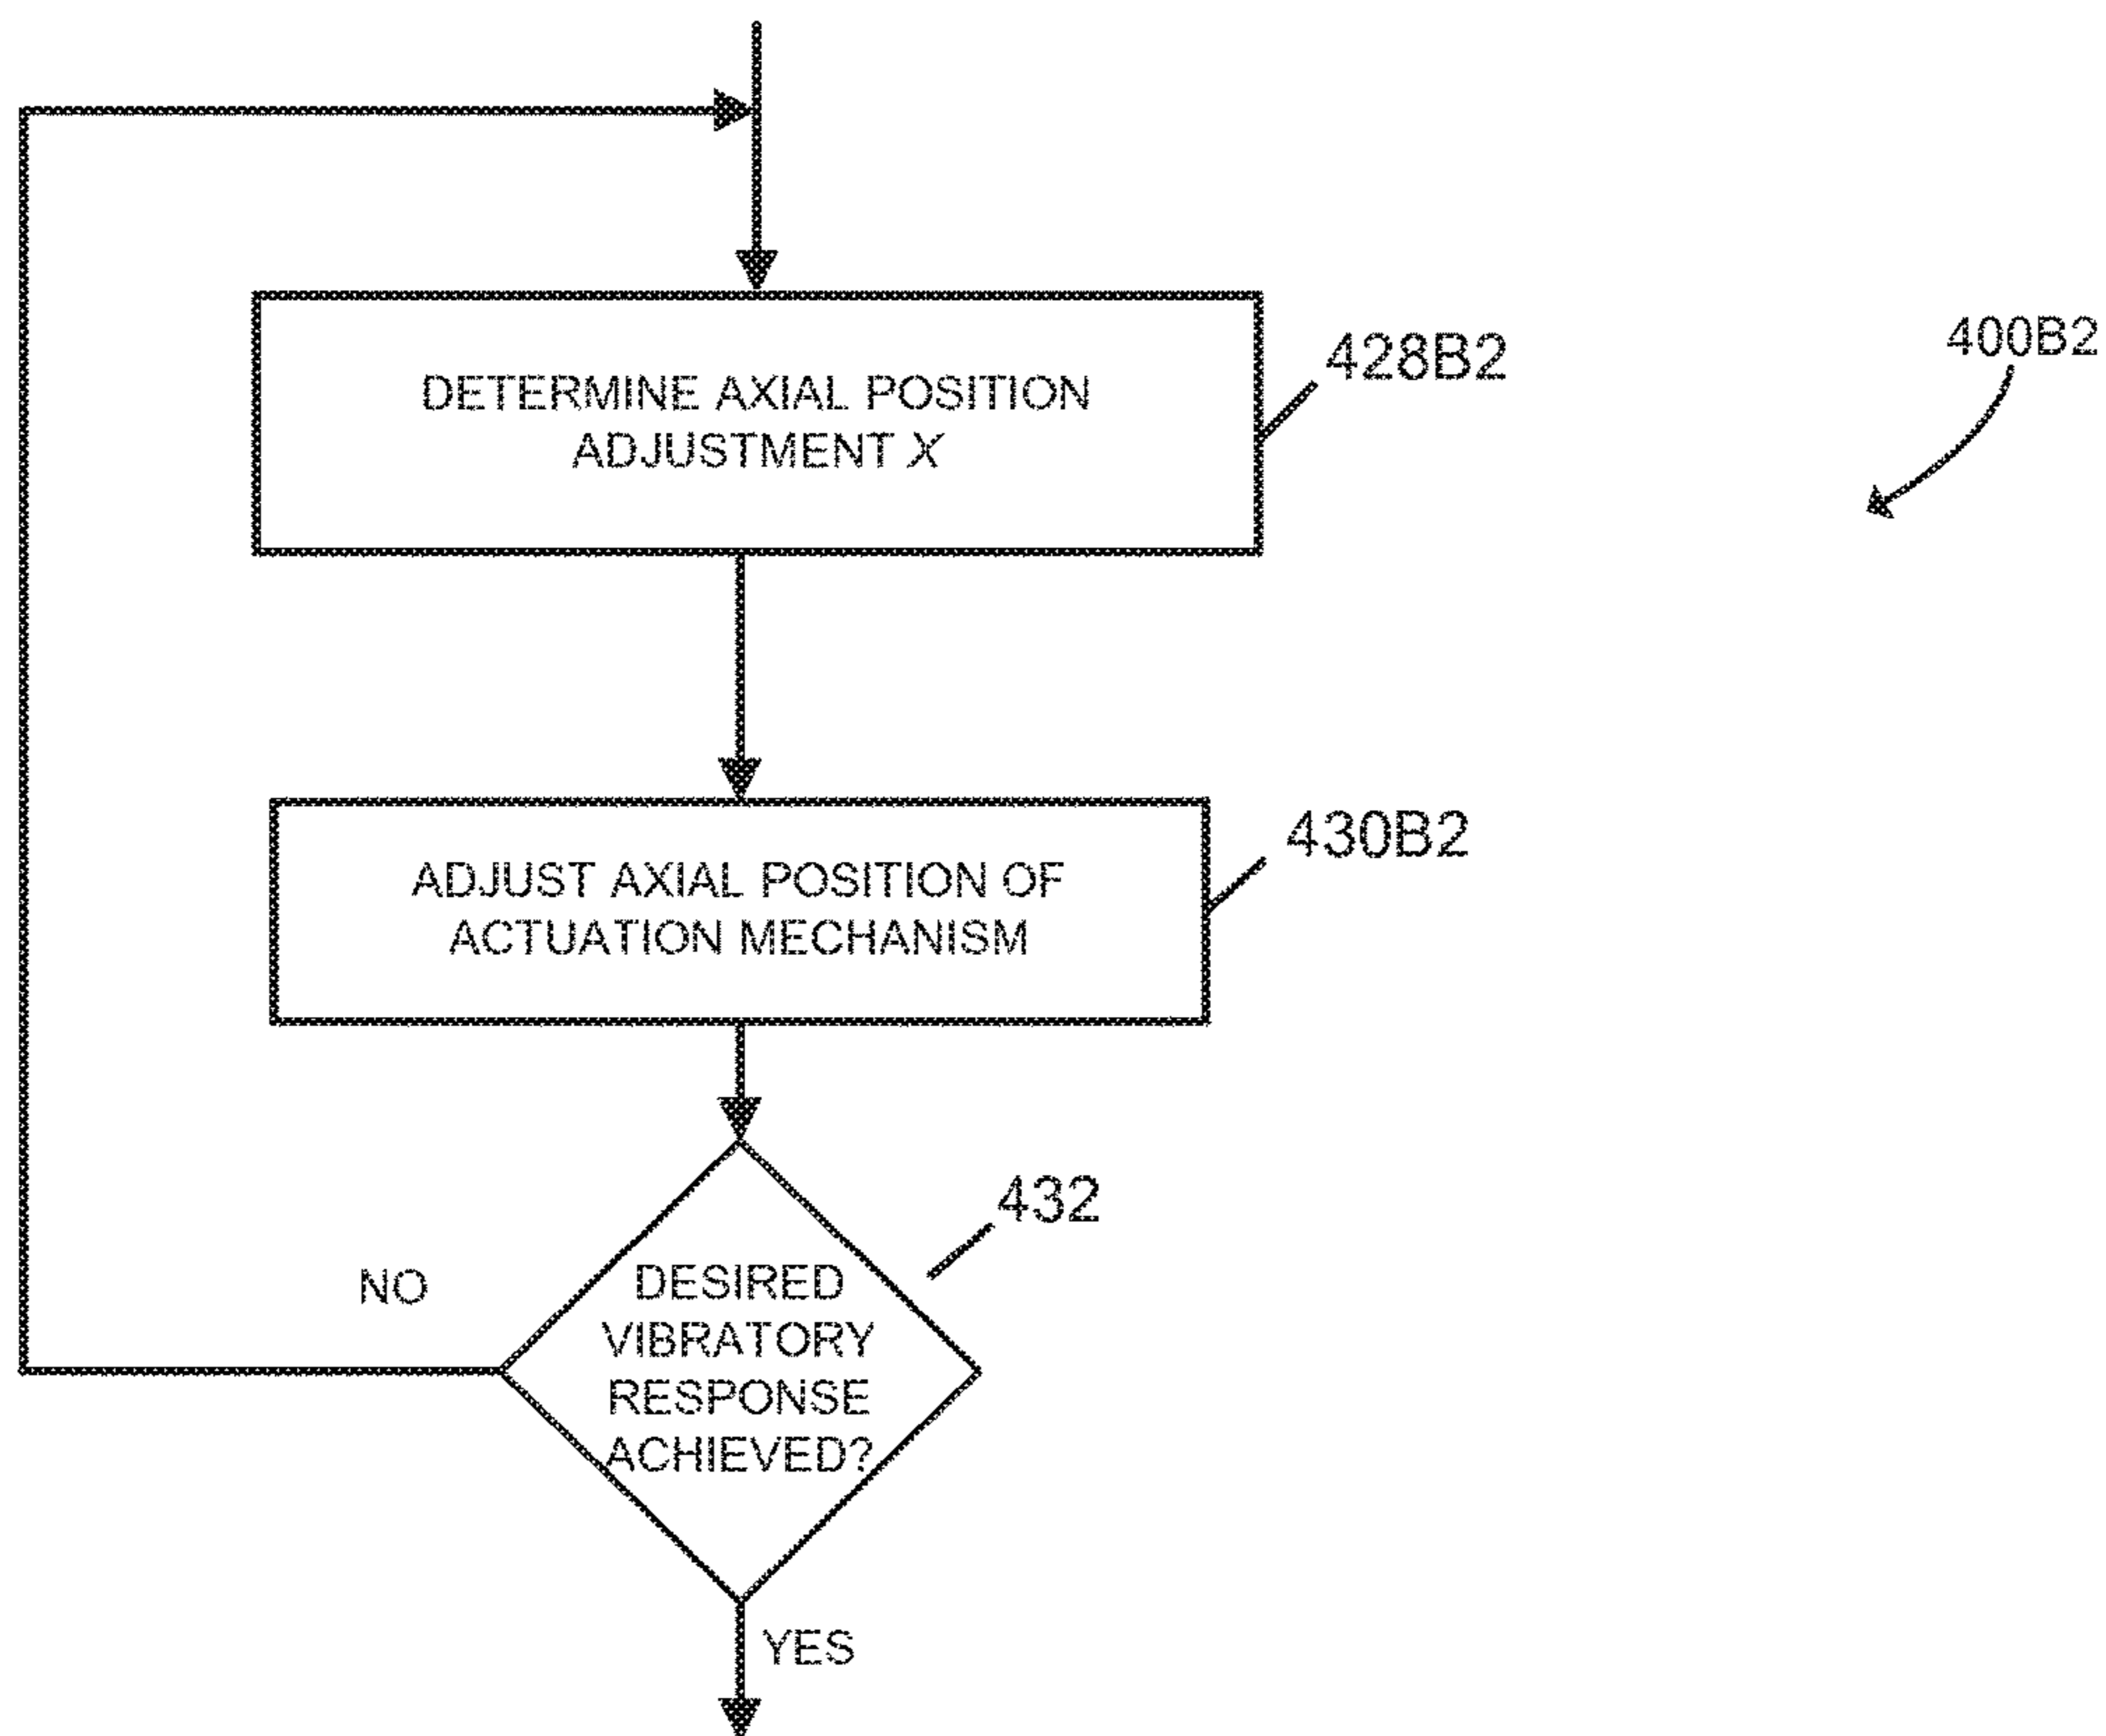 DETERMINE AXIAL POSITION
ADJUSTMENT X
428B2
400B2
ADJUST AXIAL POSITION OF
ACTUATION MECHANISM
430B2
432
NO
DESIRED
VIBRATORY
RESPONSE
ACHIEVED?
YES